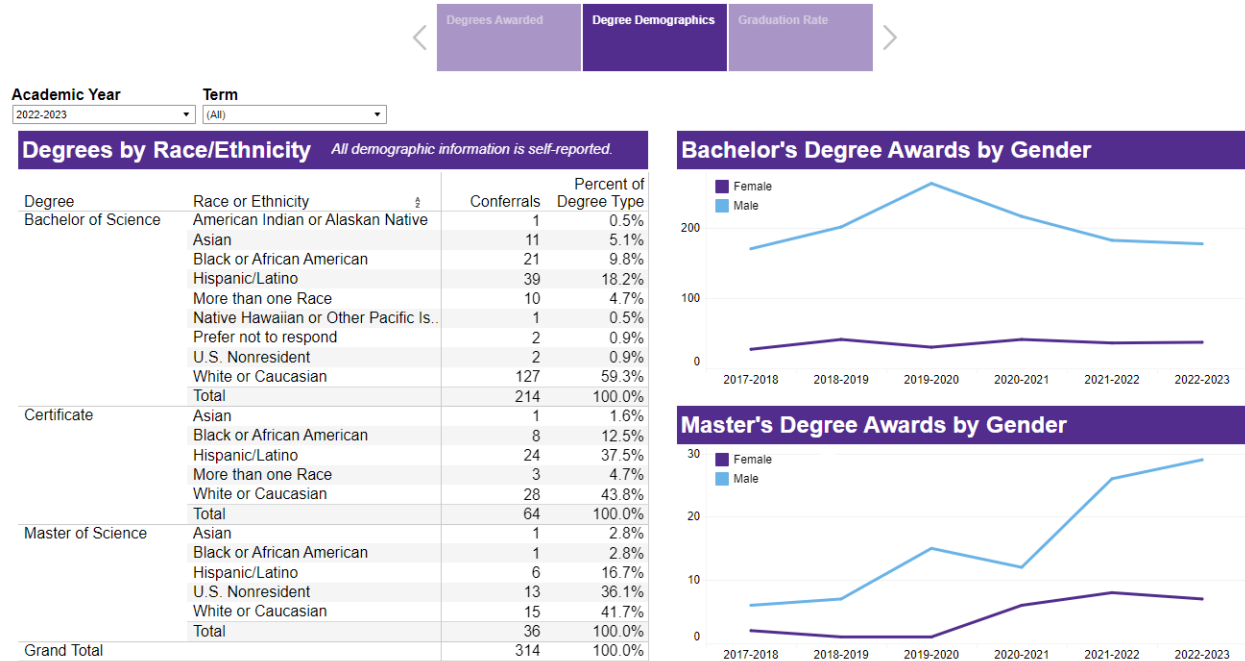 Degrees Awarded
Degree Demographics
Graduation Rate
Academic Year
Term
2022-2023
(All)
Degrees by Race/Ethnicity All demographic information is self-reported.
Degree Race or Ethnicity Conferrals Percent of Degree Type
Bachelor of Science American Indian or Alaskan Native 1 0.5%
Asian 11 5.1%
Black or African American 21 9.8%
Hispanic/Latino 39 18.2%
More than one Race 10 4.7%
Native Hawaiian or Other Pacific Is.. 1 0.5%
Prefer not to respond 2 0.9%
U.S. Nonresident 2 0.9%
White or Caucasian 127 59.3%
Total 214 100.0%
Certificate Asian 1 1.6%
Black or African American 8 12.5%
Hispanic/Latino 24 37.5%
More than one Race 3 4.7%
White or Caucasian 28 43.8%
Total 64 100.0%
Master of Science Asian 1 2.8%
Black or African American 1 2.8%
Hispanic/Latino 6 16.7%
U.S. Nonresident 13 36.1%
White or Caucasian 15 41.7%
Total 36 100.0%
Grand Total 314 100.0%
Bachelor's Degree Awards by Gender
Female
Male
200
100
0
2017-2018 2018-2019 2019-2020 2020-2021 2021-2022 2022-2023
Master's Degree Awards by Gender
30
Female
Male
20
10
0
2017-2018 2018-2019 2019-2020 2020-2021 2021-2022 2022-2023